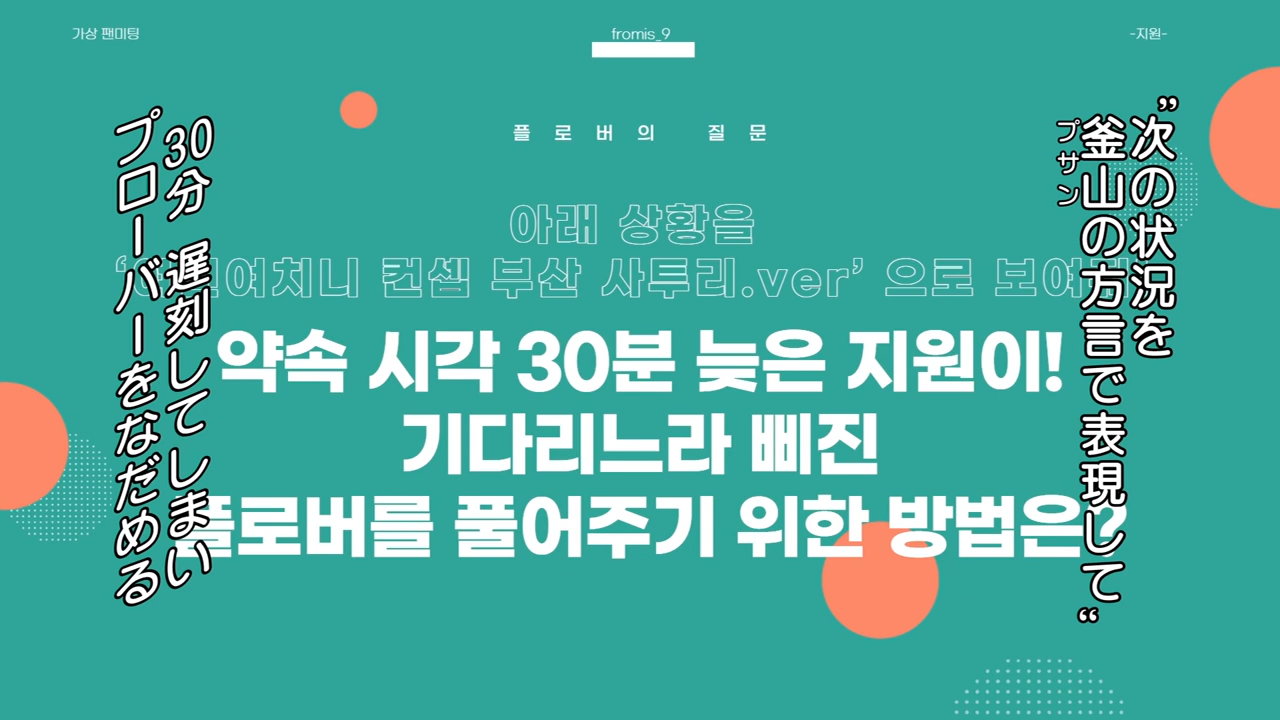 가상 팬미팅
fromis_9
-지원-
플로버의 질문
아래 상황을
컨셉 부산 사투리.ver’ 으로
약속 시각 30분 늦은 지원이!
기다리느라 삐진
플로버를 풀어주기 위한 방법은?
”次の状況を
釜山の方言で表現して“
プサン
30分 遅刻してしまい
プローバーをなだめる